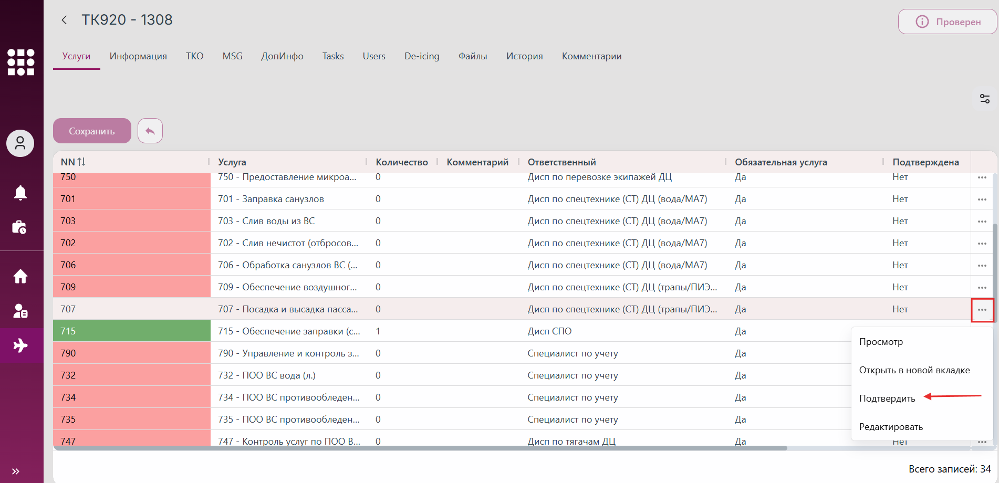 ТК920 - 1308
Проверен
Услуги Информация ТКО MSG ДопИнфо Tasks Users De-icing Файлы История Комментарии
Сохранить
NN Услуга Количество Комментарий Ответственный Обязательная услуга Подтверждена
750 750 - Предоставление микроа... 0 Дисп по перевозке экипажей ДЦ Да Нет
701 701 - Заправка санузлов 0 Дисп по спецтехнике (СТ) ДЦ (вода/МА7) Да Нет
703 703 - Слив воды из ВС 0 Дисп по спецтехнике (СТ) ДЦ (вода/МА7) Да Нет
702 702 - Слив нечистот (отбросов... 0 Дисп по спецтехнике (СТ) ДЦ (вода/МА7) Да Нет
706 706 - Обработка санузлов ВС (... 0 Дисп по спецтехнике (СТ) ДЦ (вода/МА7) Да Нет
709 709 - Обеспечение воздушног... 0 Дисп по спецтехнике (СТ) ДЦ (трапы/ПИЭ... Да Нет
707 707 - Посадка и высадка пасса... 0 Дисп по спецтехнике (СТ) ДЦ (трапы/ПИЭ... Да Нет
715 715 - Обеспечение заправки (с... 1 Дисп СПО Да
790 790 - Управление и контроль з... 0 Специалист по учету Да
732 732 - ПОО ВС вода (л.) 0 Специалист по учету Да
734 734 - ПОО ВС противообледен... 0 Специалист по учету Да
735 735 - ПОО ВС противообледен... 0 Специалист по учету Да
747 747 - Контроль услуг по ПОО В... 0 Дисп по тягачам ДЦ Да Нет
Просмотр
Открыть в новой вкладке
Подтвердить
Редактировать
Всего записей: 34